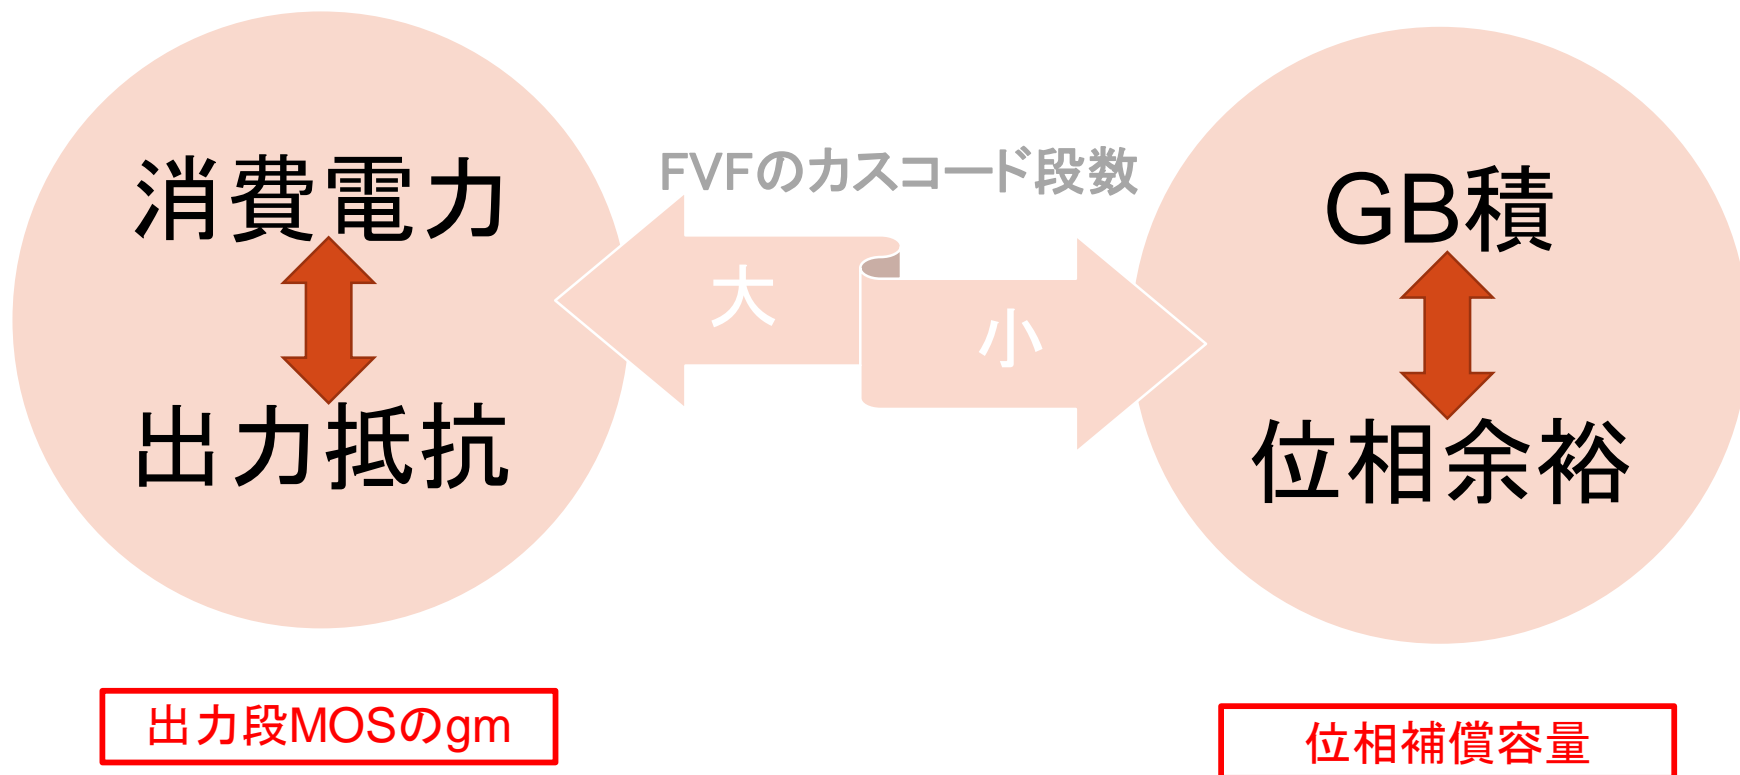 消費電力
出力抵抗
出力段MOSのgm
FVFのカスコード段数
大
小
GB積
位相余裕
位相補償容量